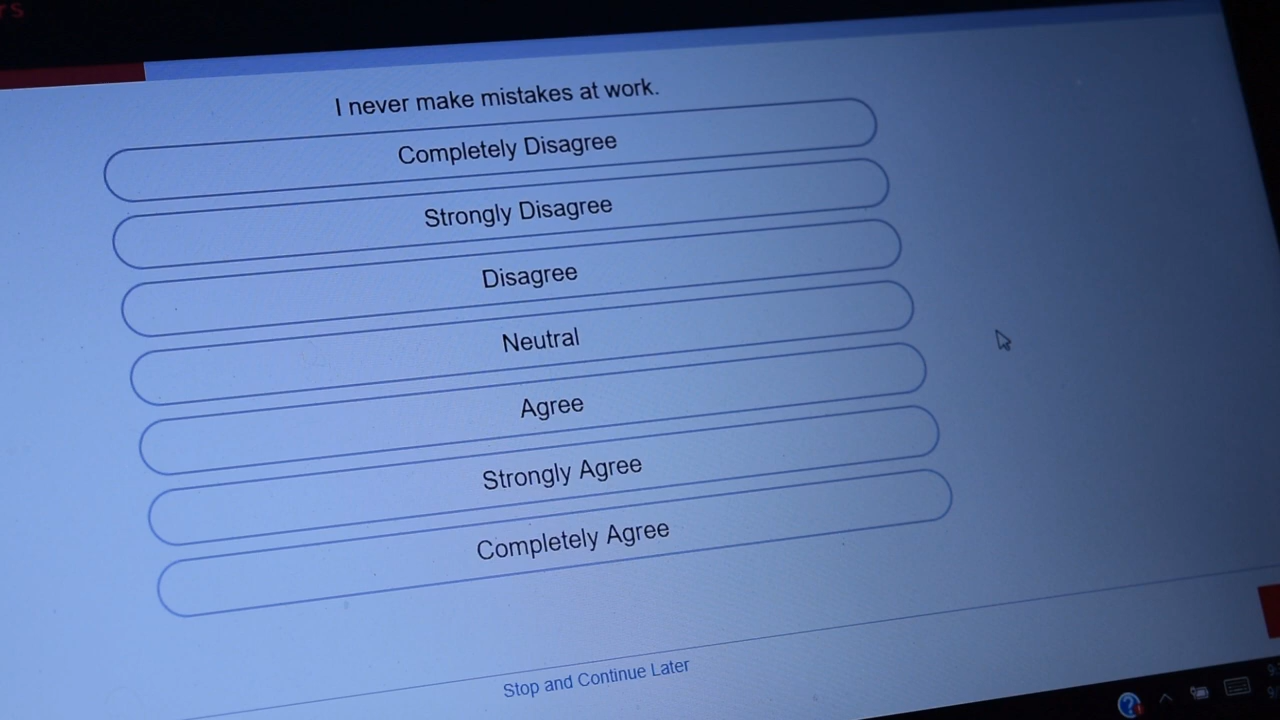 rs
I never make mistakes at work.
Completely Disagree
Strongly Disagree
Disagree
Neutral
Agree
Strongly Agree
Completely Agree
Stop and Continue Later